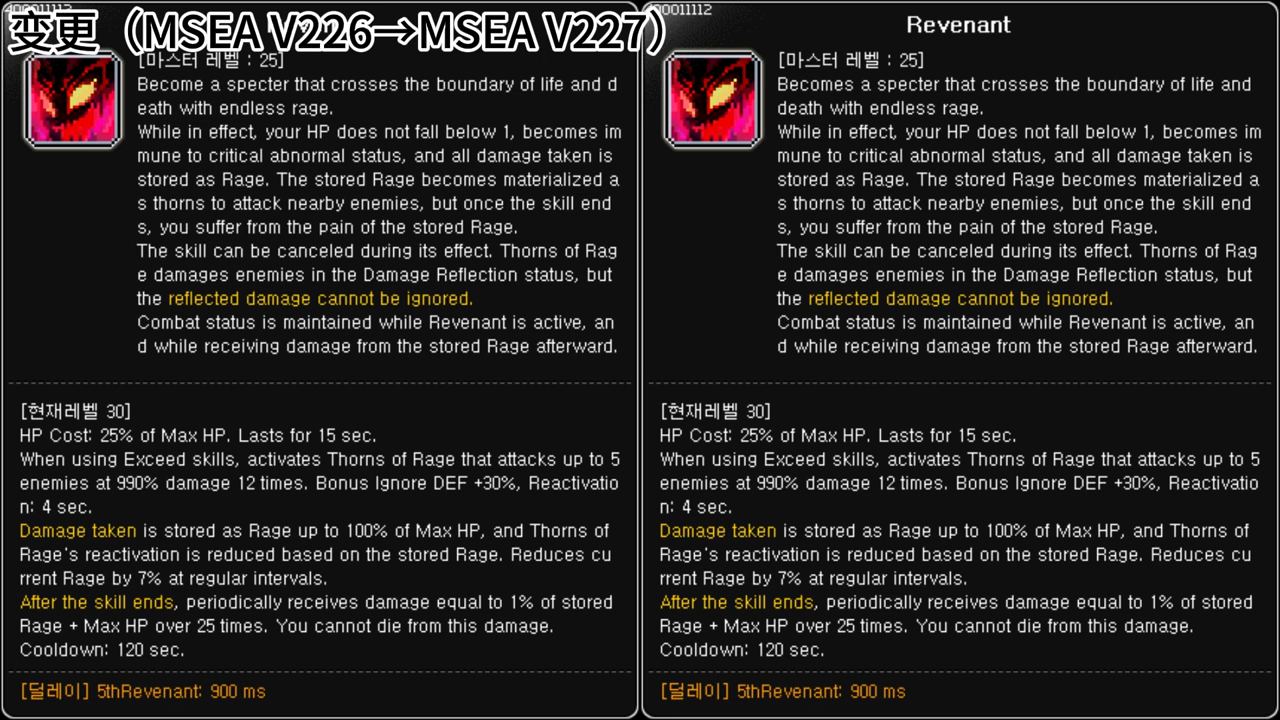 400011112
变更（MSEA V226→MSEA V227）
[마스터 레벨 : 25]
Become a specter that crosses the boundary of life and d
eath with endless rage.
While in effect, your HP does not fall below 1, becomes im
mune to critical abnormal status, and all damage taken is
stored as Rage. The stored Rage becomes materialized a
s thorns to attack nearby enemies, but once the skill end
s, you suffer from the pain of the stored Rage.
The skill can be canceled during its effect. Thorns of Rag
e damages enemies in the Damage Reflection status, but
the reflected damage cannot be ignored.
Combat status is maintained while Revenant is active, an
d while receiving damage from the stored Rage afterward.
[현재레벨 30]
HP Cost: 25% of Max HP. Lasts for 15 sec.
When using Exceed skills, activates Thorns of Rage that attacks up to 5
enemies at 990% damage 12 times. Bonus Ignore DEF +30%, Reactivatio
n: 4 sec.
Damage taken is stored as Rage up to 100% of Max HP, and Thorns of
Rage's reactivation is reduced based on the stored Rage. Reduces cu
rrent Rage by 7% at regular intervals.
After the skill ends, periodically receives damage equal to 1% of stored
Rage + Max HP over 25 times. You cannot die from this damage.
Cooldown: 120 sec.
[딜레이] 5thRevenant: 900 ms
Revenant
[마스터 레벨 : 25]
Becomes a specter that crosses the boundary of life and
death with endless rage.
While in effect, your HP does not fall below 1, becomes im
mune to critical abnormal status, and all damage taken is
stored as Rage. The stored Rage becomes materialized a
s thorns to attack nearby enemies, but once the skill end
s, you suffer from the pain of the stored Rage.
The skill can be canceled during its effect. Thorns of Rag
e damages enemies in the Damage Reflection status, but
the reflected damage cannot be ignored.
Combat status is maintained while Revenant is active, an
d while receiving damage from the stored Rage afterward.
[현재레벨 30]
HP Cost: 25% of Max HP. Lasts for 15 sec.
When using Exceed skills, activates Thorns of Rage that attacks up to 5
enemies at 990% damage 12 times. Bonus Ignore DEF +30%, Reactivatio
n: 4 sec.
Damage taken is stored as Rage up to 100% of Max HP, and Thorns of
Rage's reactivation is reduced based on the stored Rage. Reduces cu
rrent Rage by 7% at regular intervals.
After the skill ends, periodically receives damage equal to 1% of stored
Rage + Max HP over 25 times. You cannot die from this damage.
Cooldown: 120 sec.
[딜레이] 5thRevenant: 900 ms